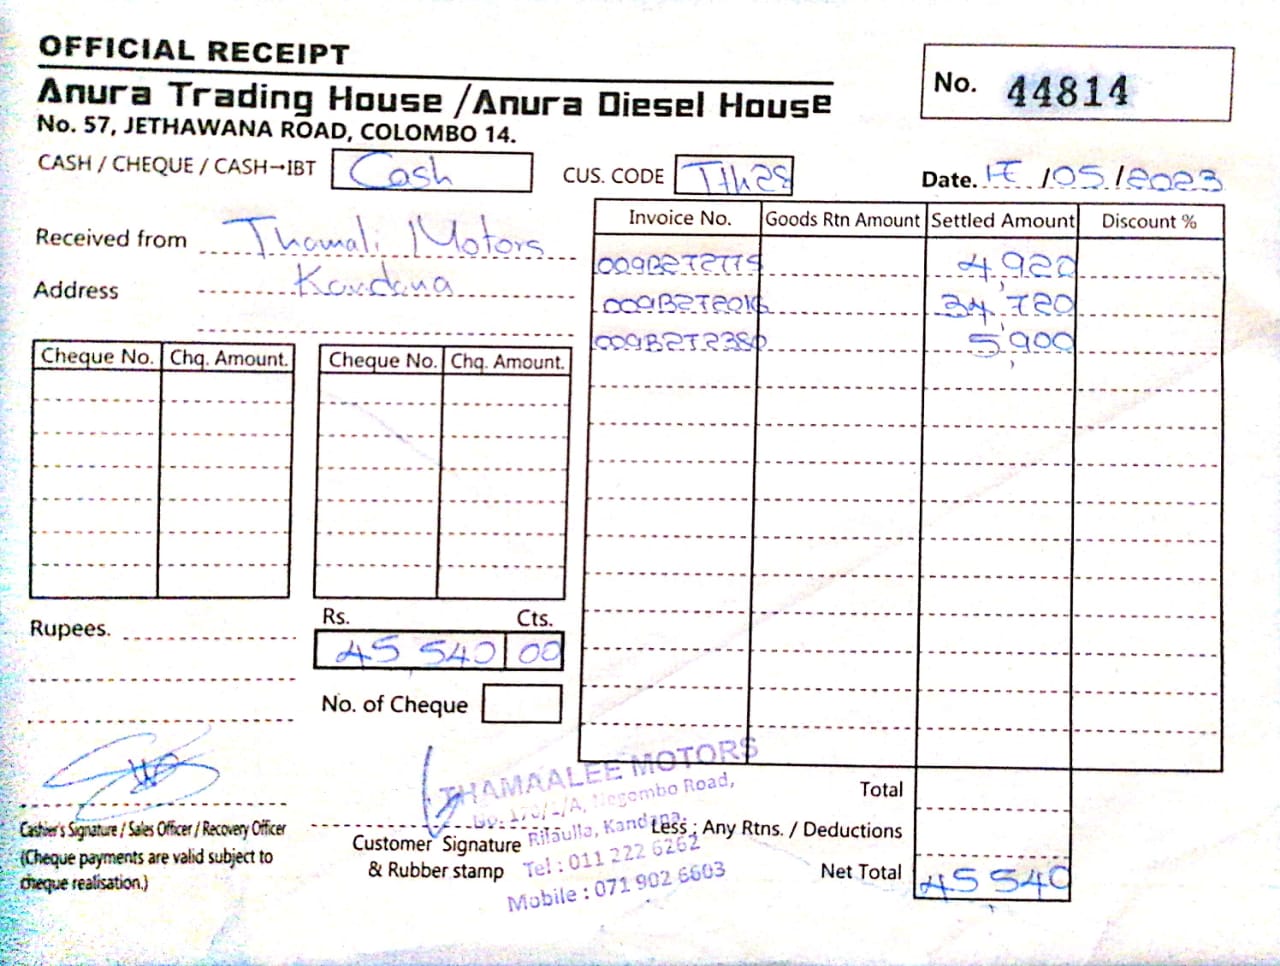 OFFICIAL RECEIPT
Anura Trading House /Anura Diesel House
No. 57, JETHAWANA ROAD, COLOMBO 14.
No. 44814
CASH / CHEQUE / CASH→IBT Cash
CUS. CODE
Date. /05/2023
Received from Thamali Motors
Address Kandana
Invoice No. Goods Rtn Amount Settled Amount Discount %
4,920
34,720
5,900
Cheque No. Chq. Amount. Cheque No. Chq. Amount.
Rupees.
Rs. Cts.
45 540 00
No. of Cheque
Cashier's Signature / Sales Officer / Recovery Officer
(Cheque payments are valid subject to
cheque realisation.)
Customer Signature
& Rubber stamp
THAMAALEE MOTORS
Negombo Road,
Rilaulla, Kandana.
Tel : 011 222 6262
Mobile : 071 902 6603
Total
Less : Any Rtns. / Deductions
Net Total 45 540